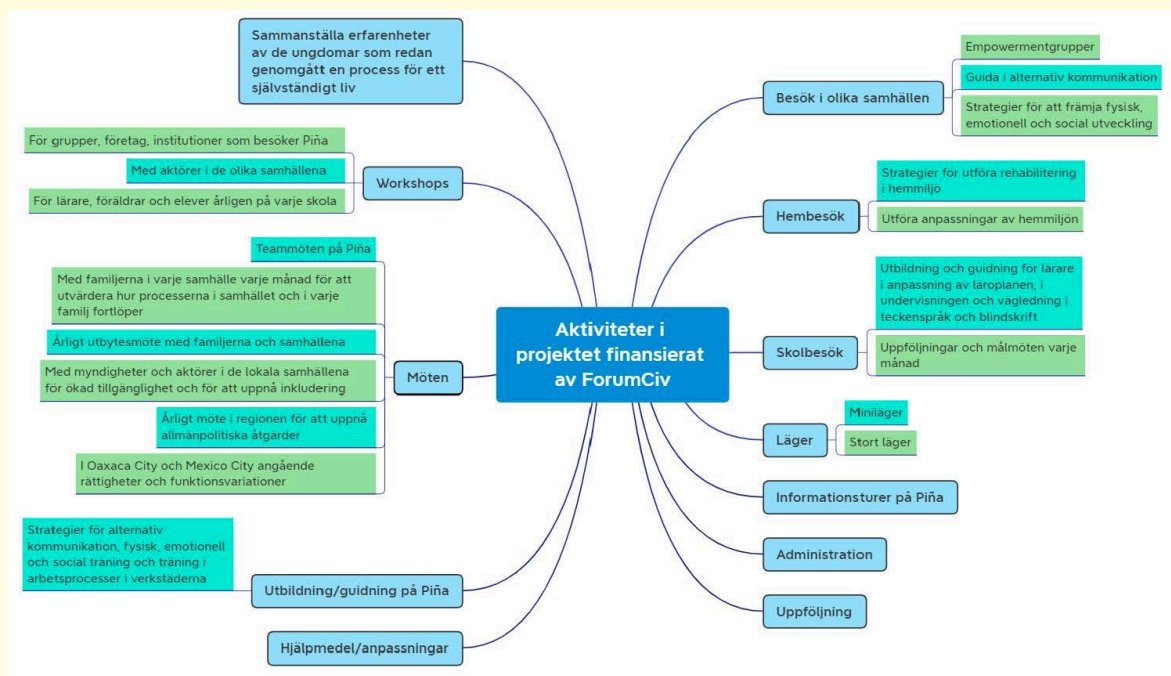 Aktiviteter i
projektet finansierat
av ForumCiv
Sammanställa erfarenheter
av de ungdomar som redan
genomgått en process för ett
självständigt liv
Workshops
För grupper, företag, institutioner som besöker Piña
Med aktörer i de olika samhällena
För lärare, föräldrar och elever årligen på varje skola
Möten
Teammöten på Piña
Med familjerna i varje samhälle varje månad för att
utvärdera hur processerna i samhället och i varje
familj fortlöper
Årligt utbytesmöte med familjerna och samhällena
Med myndigheter och aktörer i de lokala samhällena
för ökad tillgänglighet och för att uppnå inkludering
Årligt möte i regionen för att uppnå
allmänpolitiska åtgärder
I Oaxaca City och Mexico City angående
rättigheter och funktionsvariationer
Utbildning/guidning på Piña
Strategier för alternativ
kommunikation, fysisk, emotionell
och social träning och träning i
arbetsprocesser i verkstäderna
Hjälpmedel/anpassningar
Besök i olika samhällen
Empowermentgrupper
Guida i alternativ kommunikation
Strategier för att främja fysisk,
emotionell och social utveckling
Hembesök
Strategier för utföra rehabilitering
i hemmiljö
Utföra anpassningar av hemmiljön
Skolbesök
Utbildning och guidning för lärare
i anpassning av läroplanen, i
undervisningen och vägledning i
teckenspråk och blindskrift
Uppföljningar och målmöten varje
månad
Läger
Miniläger
Stort läger
Informationsturer på Piña
Administration
Uppföljning